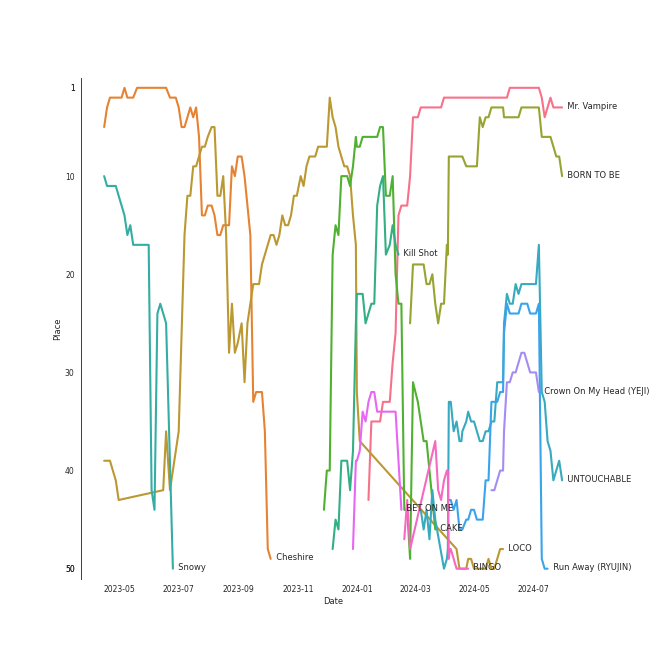 1
Mr. Vampire
10
BORN TO BE
Kill Shot
20
Place
30
Crown On My Head (YEJI)
40
UNTOUCHABLE
BET ON ME
CAKE
LOCO
Cheshire
50
Snowy
RINGO
Run Away (RYUJIN)
2023-05
2023-07
2023-09
2023-11
2024-01
2024-03
2024-05
2024-07
Date